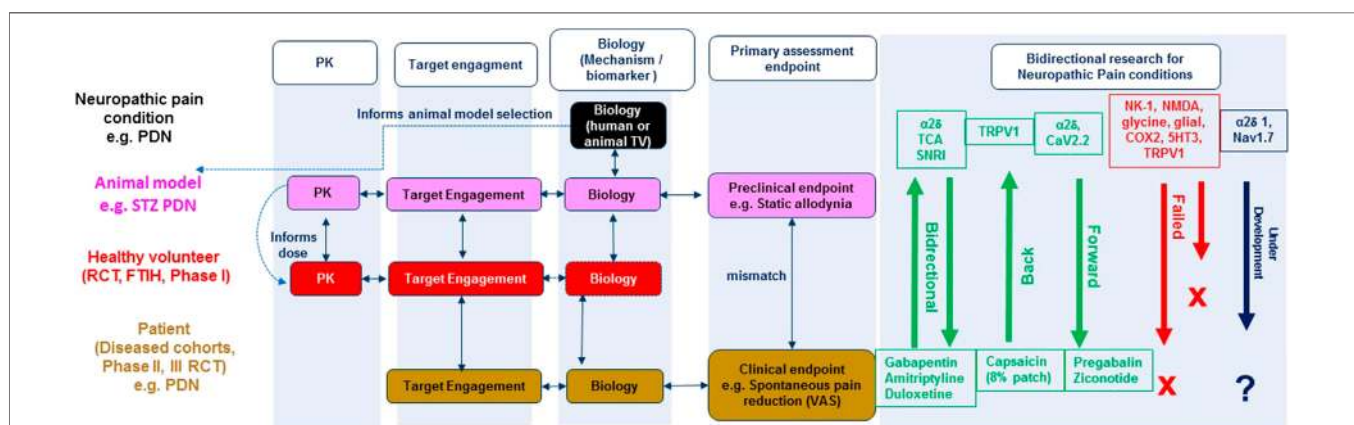 PK
Target engagment
Biology
(Mechanism /
biomarker )
Primary assessment
endpoint
Bidirectional research for
Neuropathic Pain conditions
Neuropathic pain
condition
e.g. PDN
Informs animal model selection
Biology
(human or
animal TV)
Animal model
e.g. STZ PDN
PK
Target Engagement
Biology
Preclinical endpoint
e.g. Static allodynia
Informs
dose
mismatch
Healthy volunteer
(RCT, FTIH, Phase I)
PK
Target Engagement
Biology
Patient
(Diseased cohorts,
Phase II, III RCT)
e.g. PDN
Target Engagement
Biology
Clinical endpoint
e.g. Spontaneous pain
reduction (VAS)
α2δ
TCA
SNRI
TRPV1
α2δ,
CaV2.2
NK-1, NMDA,
glycine, glial,
COX2, 5HT3,
TRPV1
α2δ 1,
Nav1.7
Bidrectional
Back
Forward
Failed
Under
Development
X
X
?
Gabapentin
Amitriptyline
Duloxetine
Capsaicin
(8% patch)
Pregabalin
Ziconotide